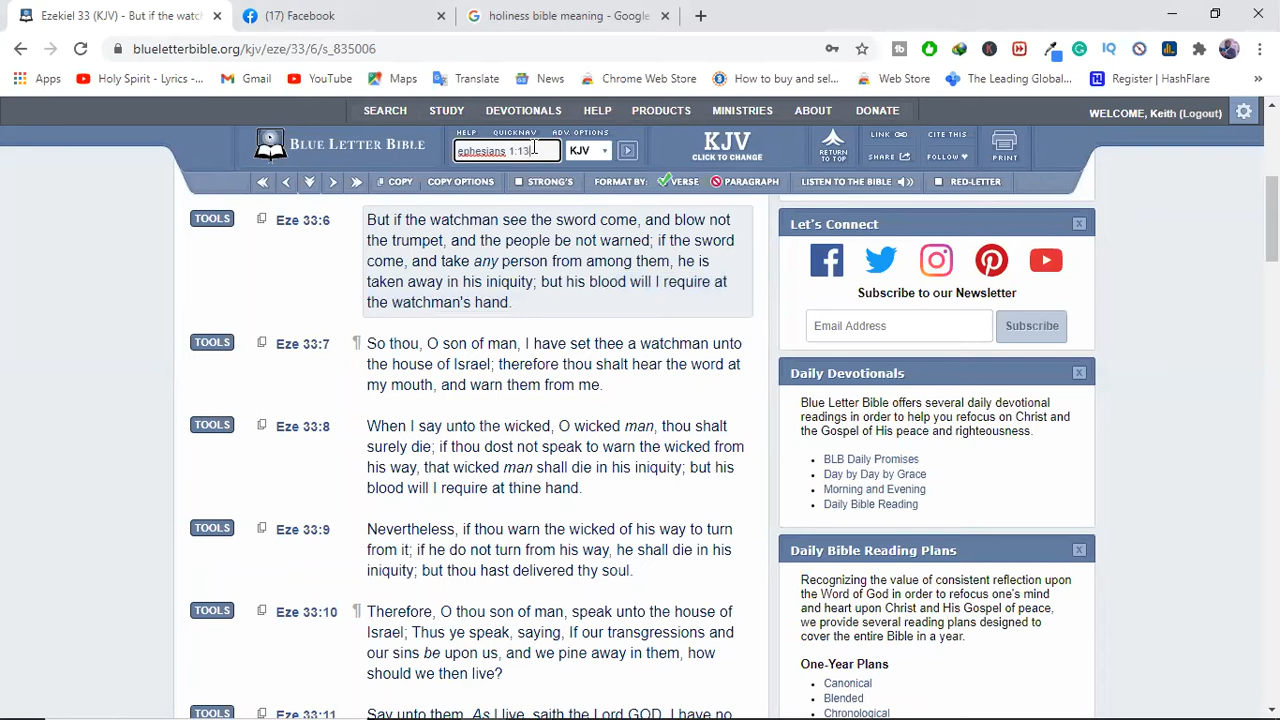 Ezekiel 33 (KJV) - But if the watch
(17) Facebook
holiness bible meaning - Google
blueletterbible.org/kjv/eze/33/6/s_835006
Apps
Holy Spirit - Lyrics -...
Gmail
YouTube
Maps
Translate
News
Chrome Web Store
How to buy and sel...
Web Store
The Leading Global...
Register | HashFlare
SEARCH STUDY DEVOTIONALS HELP PRODUCTS MINISTRIES ABOUT DONATE
WELCOME, Keith (Logout)
BLUE LETTER BIBLE
HELP QUICKNAV ADV. OPTIONS
ephesians 1:13
KJV
KJV
CLICK TO CHANGE
RETURN
TO TOP
LINK
SHARE
CITE THIS
FOLLOW
PRINT
COPY COPY OPTIONS STRONG'S FORMAT BY: VERSE PARAGRAPH LISTEN TO THE BIBLE RED-LETTER
TOOLS Eze 33:6 But if the watchman see the sword come, and blow not
the trumpet, and the people be not warned; if the sword
come, and take any person from among them, he is
taken away in his iniquity; but his blood will I require at
the watchman's hand.
TOOLS Eze 33:7 ¶ So thou, O son of man, I have set thee a watchman unto
the house of Israel; therefore thou shalt hear the word at
my mouth, and warn them from me.
TOOLS Eze 33:8 When I say unto the wicked, O wicked man, thou shalt
surely die; if thou dost not speak to warn the wicked from
his way, that wicked man shall die in his iniquity; but his
blood will I require at thine hand.
TOOLS Eze 33:9 Nevertheless, if thou warn the wicked of his way to turn
from it; if he do not turn from his way, he shall die in his
iniquity; but thou hast delivered thy soul.
TOOLS Eze 33:10 ¶ Therefore, O thou son of man, speak unto the house of
Israel; Thus ye speak, saying, If our transgressions and
our sins be upon us, and we pine away in them, how
should we then live?
TOOLS Eze 33:11 Say unto them, As I live, saith the Lord GOD, I have no
Let's Connect
Subscribe to our Newsletter
Email Address
Subscribe
Daily Devotionals
Blue Letter Bible offers several daily devotional
readings in order to help you refocus on Christ and
the Gospel of His peace and righteousness.
BLB Daily Promises
Day by Day by Grace
Morning and Evening
Daily Bible Reading
Daily Bible Reading Plans
Recognizing the value of consistent reflection upon
the Word of God in order to refocus one's mind
and heart upon Christ and His Gospel of peace,
we provide several reading plans designed to
cover the entire Bible in a year.
One-Year Plans
Canonical
Blended
Chronological